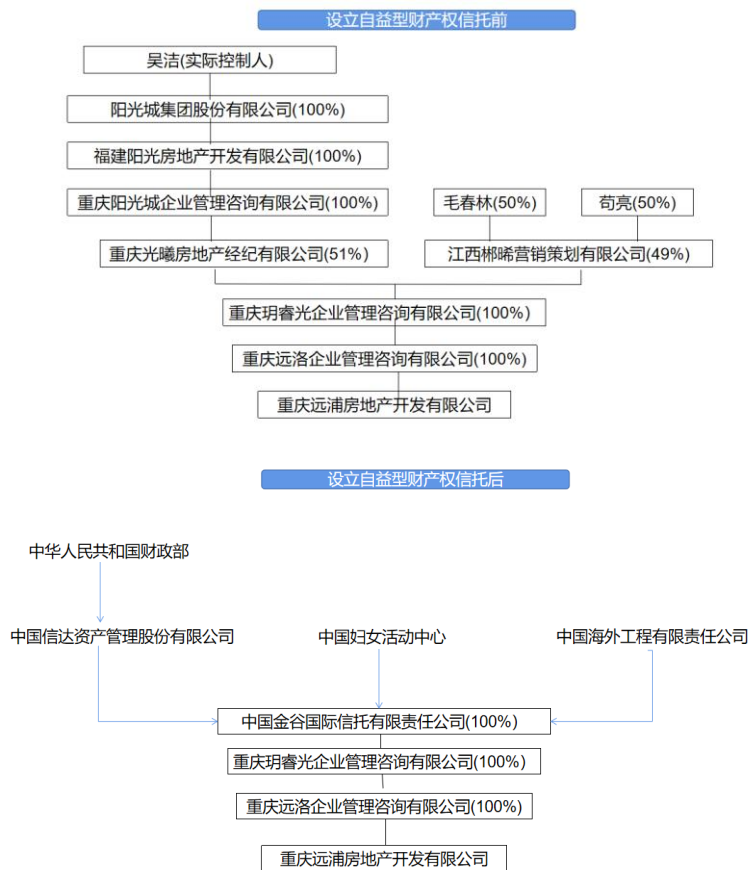 设立自益型财产权信托前
吴洁(实际控制人)
阳光城集团股份有限公司(100%)
福建阳光房地产开发有限公司(100%)
重庆阳光城企业管理咨询有限公司(100%)
毛春林(50%)
苟亮(50%)
重庆光曦房地产经纪有限公司(51%)
江西郴晞营销策划有限公司(49%)
重庆玥睿光企业管理咨询有限公司(100%)
重庆远洛企业管理咨询有限公司(100%)
重庆远浦房地产开发有限公司
设立自益型财产权信托后
中华人民共和国财政部
中国信达资产管理股份有限公司
中国妇女活动中心
中国海外工程有限责任公司
中国金谷国际信托有限责任公司(100%)
重庆玥睿光企业管理咨询有限公司(100%)
重庆远洛企业管理咨询有限公司(100%)
重庆远浦房地产开发有限公司